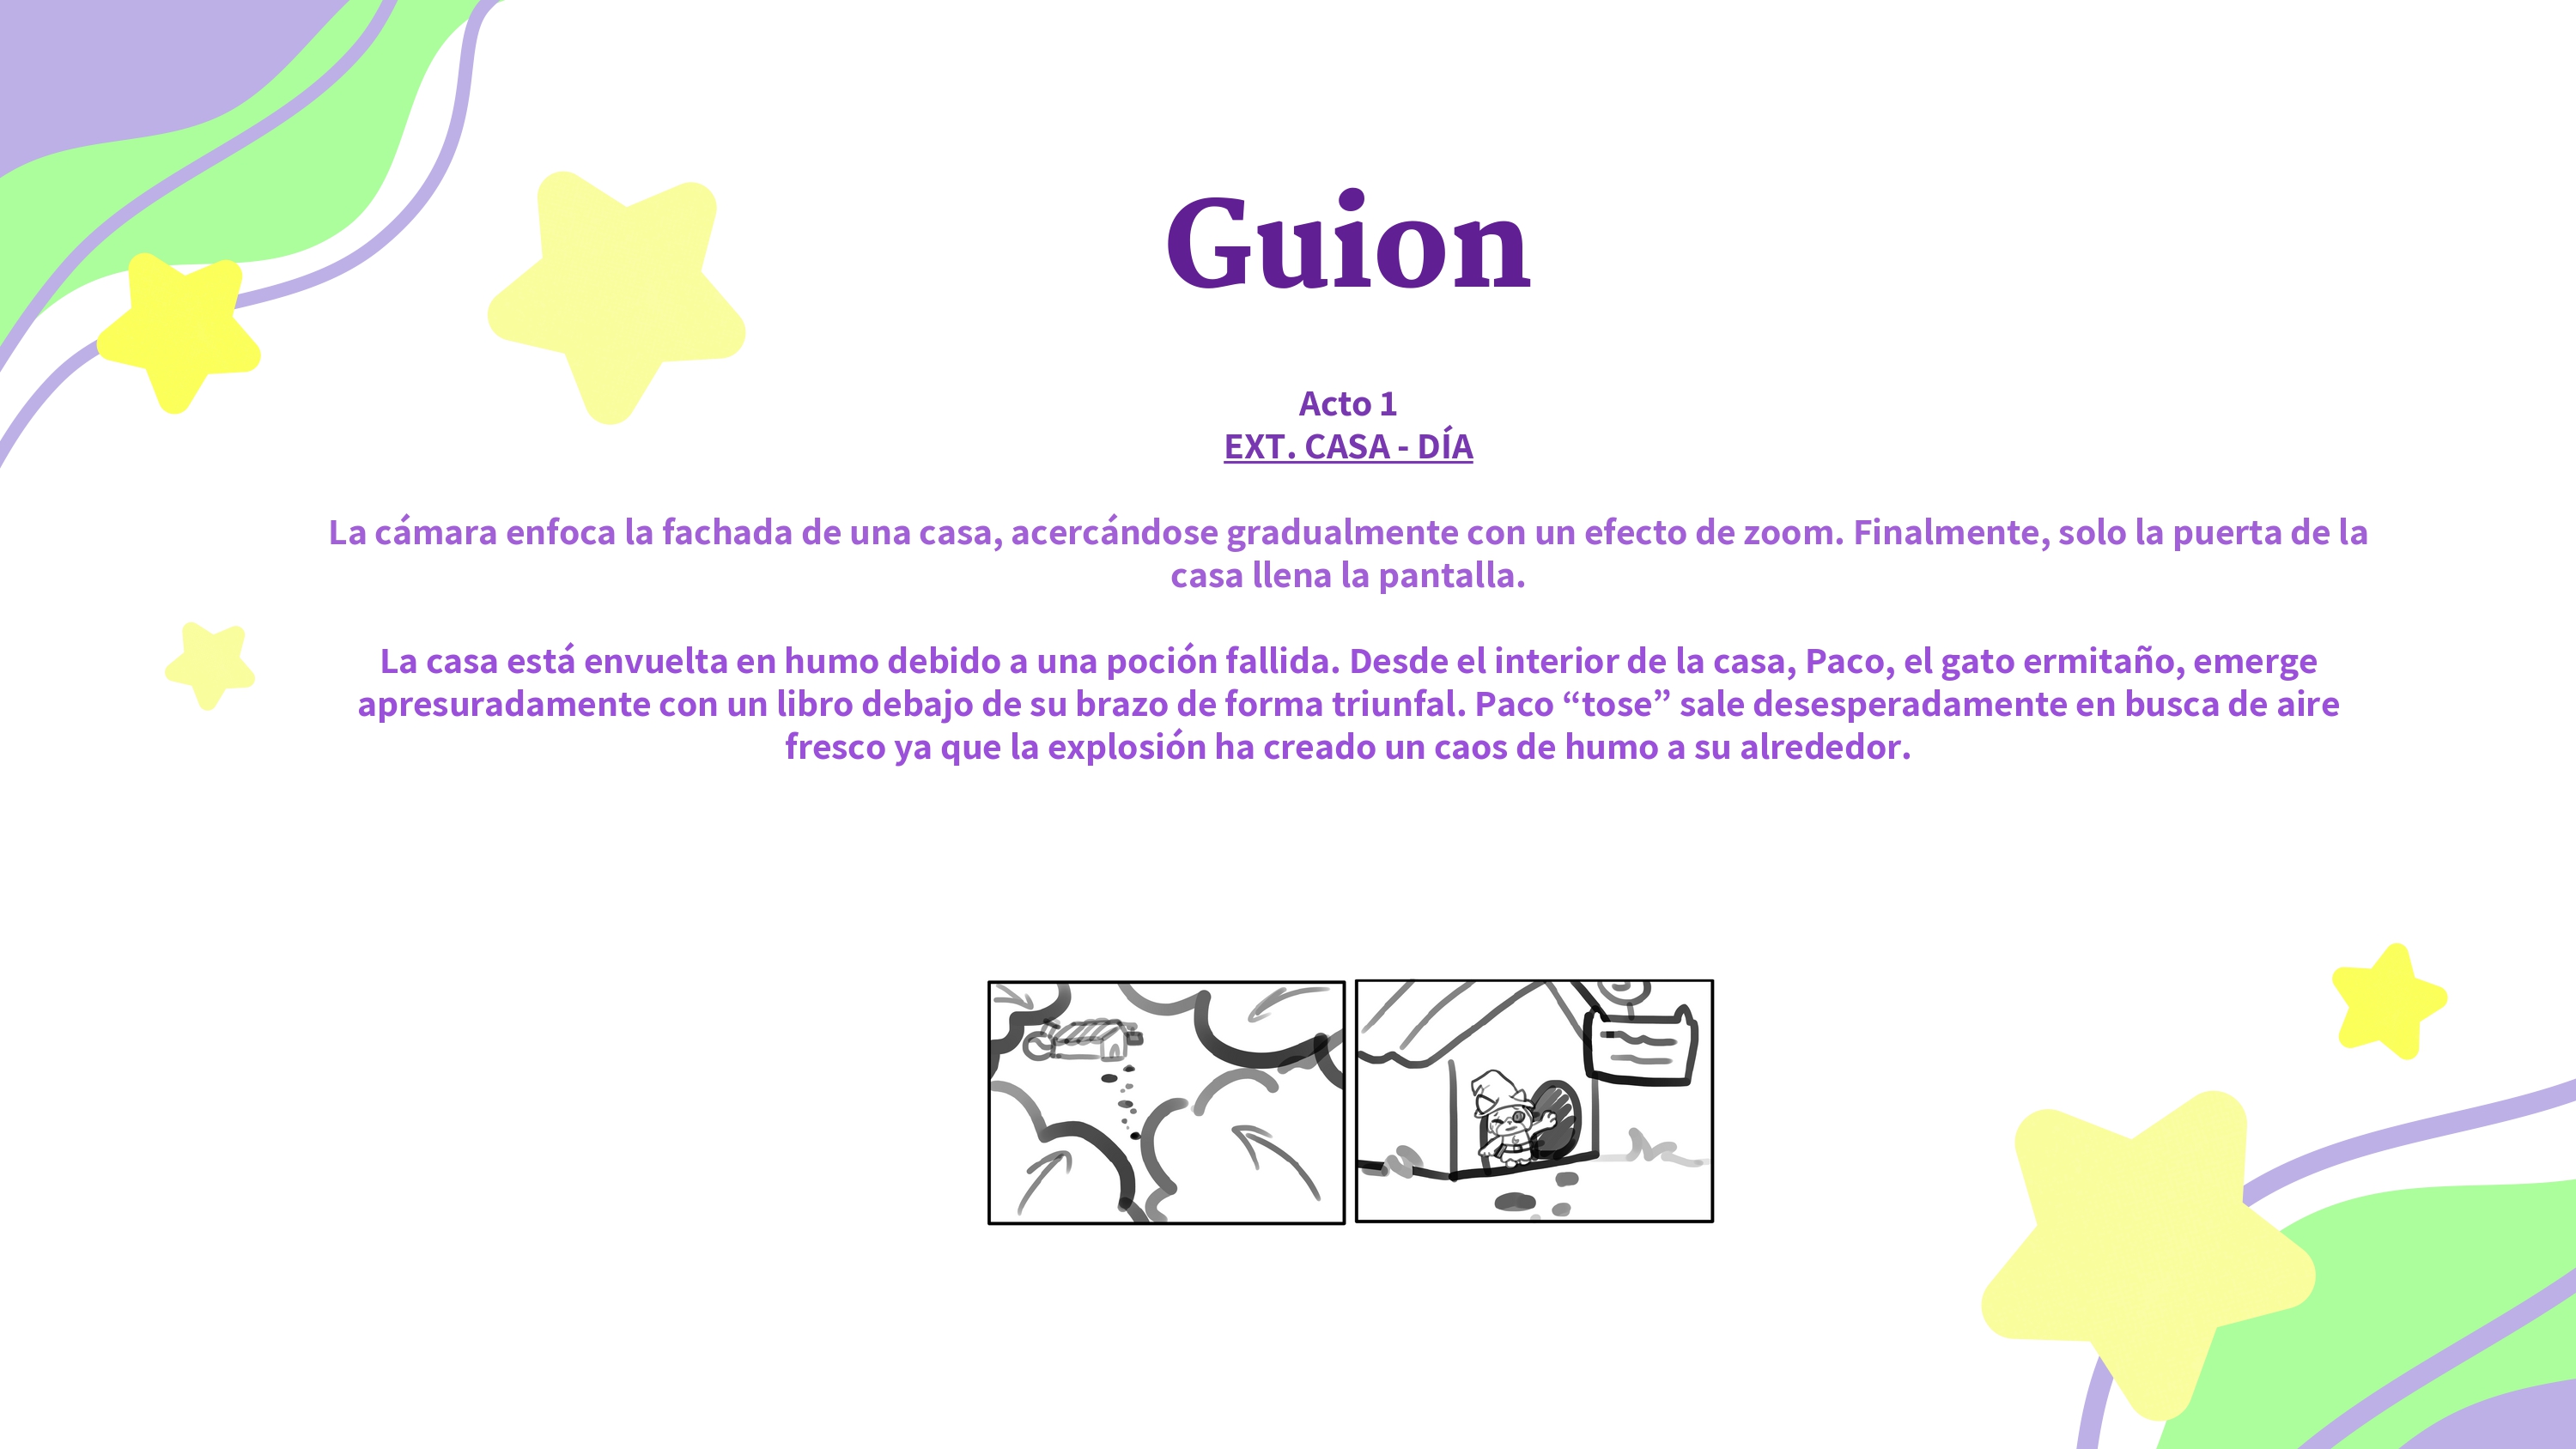 Guion
Acto 1
EXT. CASA - DÍA
La cámara enfoca la fachada de una casa, acercándose gradualmente con un efecto de zoom. Finalmente, solo la puerta de la
casa llena la pantalla.
La casa está envuelta en humo debido a una poción fallida. Desde el interior de la casa, Paco, el gato ermitaño, emerge
apresuradamente con un libro debajo de su brazo de forma triunfal. Paco “tose” sale desesperadamente en busca de aire
fresco ya que la explosión ha creado un caos de humo a su alrededor.